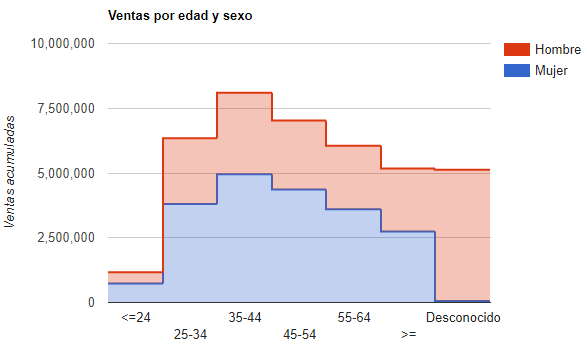 Ventas por edad y sexo
10,000,000
7,500,000
5,000,000
2,500,000
0
Ventas acumuladas
<=24
25-34
35-44
45-54
55-64
>=
Desconocido
Hombre
Mujer